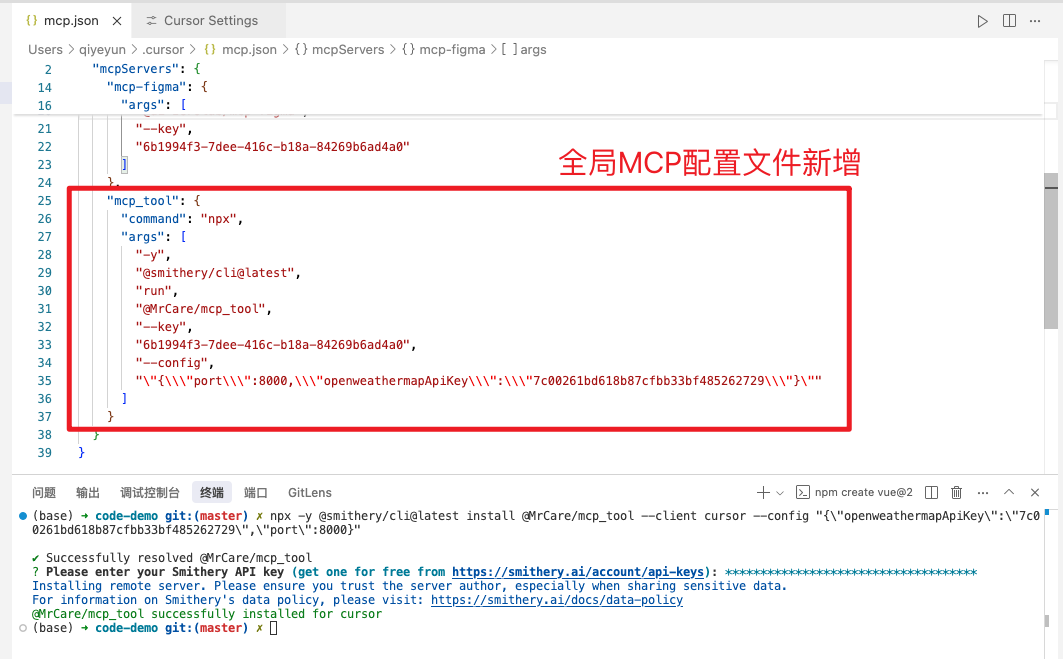 {} mcp.json × Cursor Settings
Users > qiyeyun > .cursor > {} mcp.json > {} mcpServers > {} mcp-figma > [ ] args
2 "mcpServers": {
14 "mcp-figma": {
16 "args": [
21 "--key",
22 "6b1994f3-7dee-416c-b18a-84269b6ad4a0"
全局MCP配置文件新增
23 ]
24 },
25 "mcp_tool": {
26 "command": "npx",
27 "args": [
28 "-y",
29 "@smithery/cli@latest",
30 "run",
31 "@MrCare/mcp_tool",
32 "--key",
33 "6b1994f3-7dee-416c-b18a-84269b6ad4a0",
34 "--config",
35 "\"{\\\"port\\\":8000,\\\"openweathermapApiKey\\\":\\\"7c00261bd618b87cfbb33bf485262729\\\"}\""
36 ]
37 }
38 }
39 }
问题 输出 调试控制台 终端 端口 GitLens npm create vue@2
(base) ➜ code-demo git:(master) ✗ npx -y @smithery/cli@latest install @MrCare/mcp_tool --client cursor --config "{\"openweathermapApiKey\":\"7c0
0261bd618b87cfbb33bf485262729\",\"port\":8000}"
✔ Successfully resolved @MrCare/mcp_tool
? Please enter your Smithery API key (get one for free from https://smithery.ai/account/api-keys): ************************************
Installing remote server. Please ensure you trust the server author, especially when sharing sensitive data.
For information on Smithery's data policy, please visit: https://smithery.ai/docs/data-policy
@MrCare/mcp_tool successfully installed for cursor
(base) ➜ code-demo git:(master) ✗